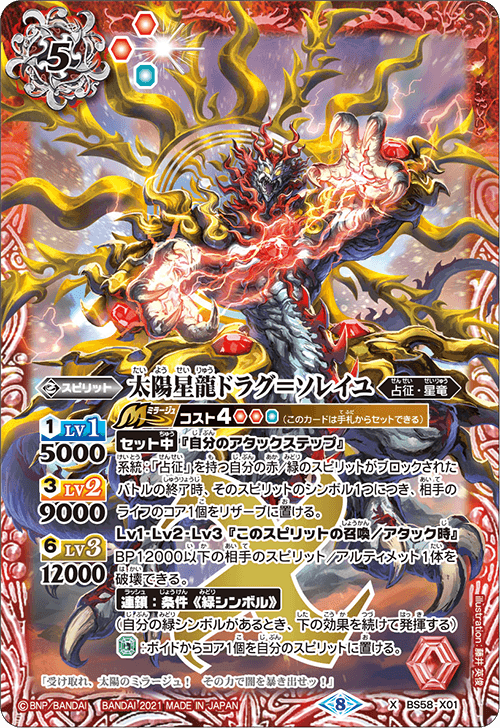 5
スピリット
太陽星龍ドラグ=ソレイユ
占征・星竜
M ミラージュ コスト4 (このカードは手札からセットできる)
1 LV1 5000
3 LV2 9000
6 LV3 12000
セット中『自分のアタックステップ』
系統:「占征」を持つ自分の赤/緑のスピリットがブロックされた
バトルの終了時、そのスピリットのシンボル1つにつき、相手の
ライフのコア1個をリザーブに置ける。
Lv1・Lv2・Lv3『このスピリットの召喚/アタック時』
BP12000以下の相手のスピリット/アルティメット1体を
破壊できる。
連鎖:条件《緑シンボル》
(自分の緑シンボルがあるとき、下の効果を続けて発揮する)
:ボイドからコア1個を自分のスピリットに置ける。
「受け取れ、太陽のミラージュ! その力で闇を暴き出せッ!」
illustration:藤井英俊
©BNP/BANDAI BANDAI 2021 MADE IN JAPAN
8
X BS58-X01